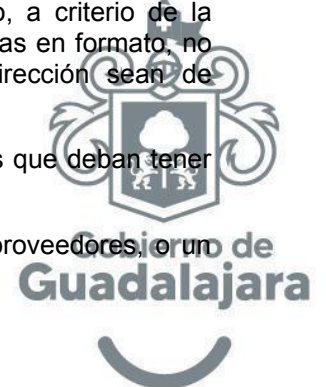 o, a criterio de la
as en formato, no
irección sean de
s que deban tener
proveedores, o un
Gobierno de
Guadalajara